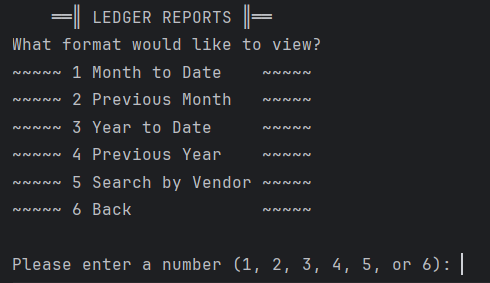 ══║ LEDGER REPORTS ║══
What format would like to view?
~~~~~ 1 Month to Date    ~~~~~
~~~~~ 2 Previous Month   ~~~~~
~~~~~ 3 Year to Date     ~~~~~
~~~~~ 4 Previous Year    ~~~~~
~~~~~ 5 Search by Vendor ~~~~~
~~~~~ 6 Back             ~~~~~
Please enter a number (1, 2, 3, 4, 5, or 6):